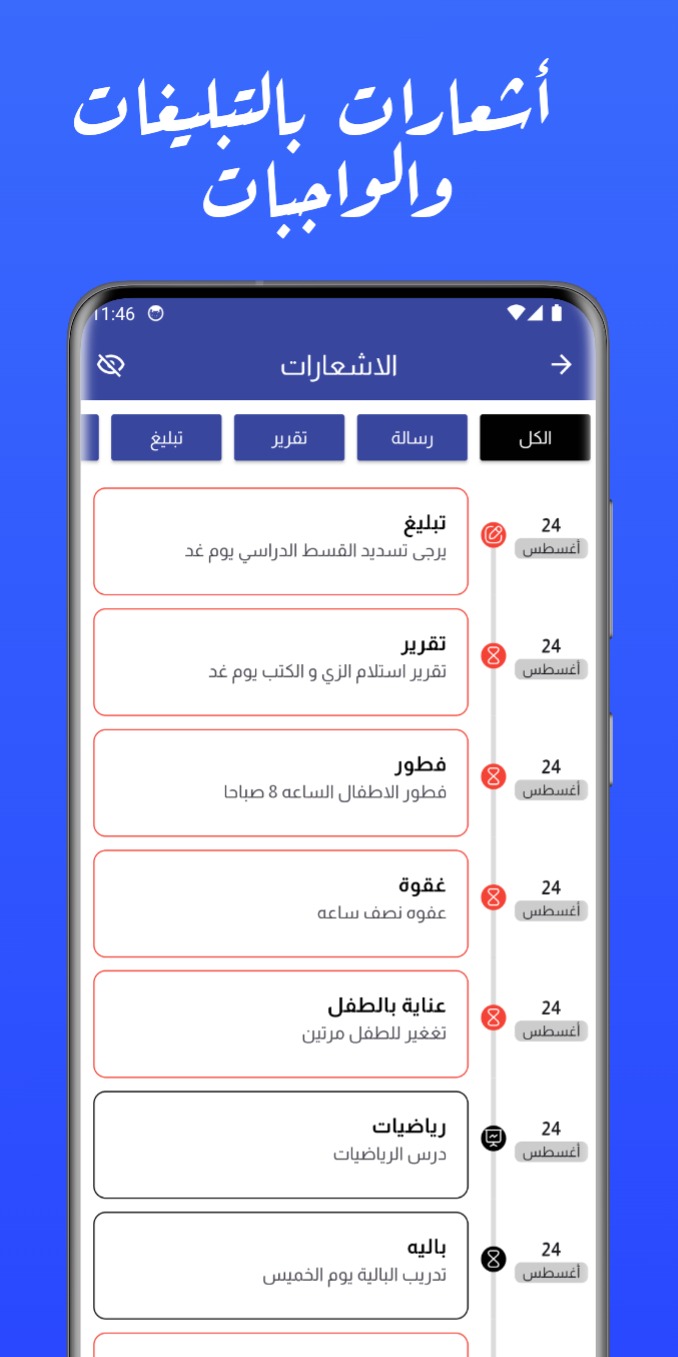 أشعارات بالتبليغات
والواجبات
11:46
الاشعارات
الكل رسالة تقرير تبليغ
24
أغسطس
تبليغ
يرجى تسديد القسط الدراسي يوم غد
24
أغسطس
تقرير
تقرير استلام الزي و الكتب يوم غد
24
أغسطس
فطور
فطور الاطفال الساعه 8 صباحا
24
أغسطس
غقوة
عفوه نصف ساعه
24
أغسطس
عناية بالطفل
تغغير للطفل مرتين
24
أغسطس
رياضيات
درس الرياضيات
24
أغسطس
باليه
تدريب البالية يوم الخميس